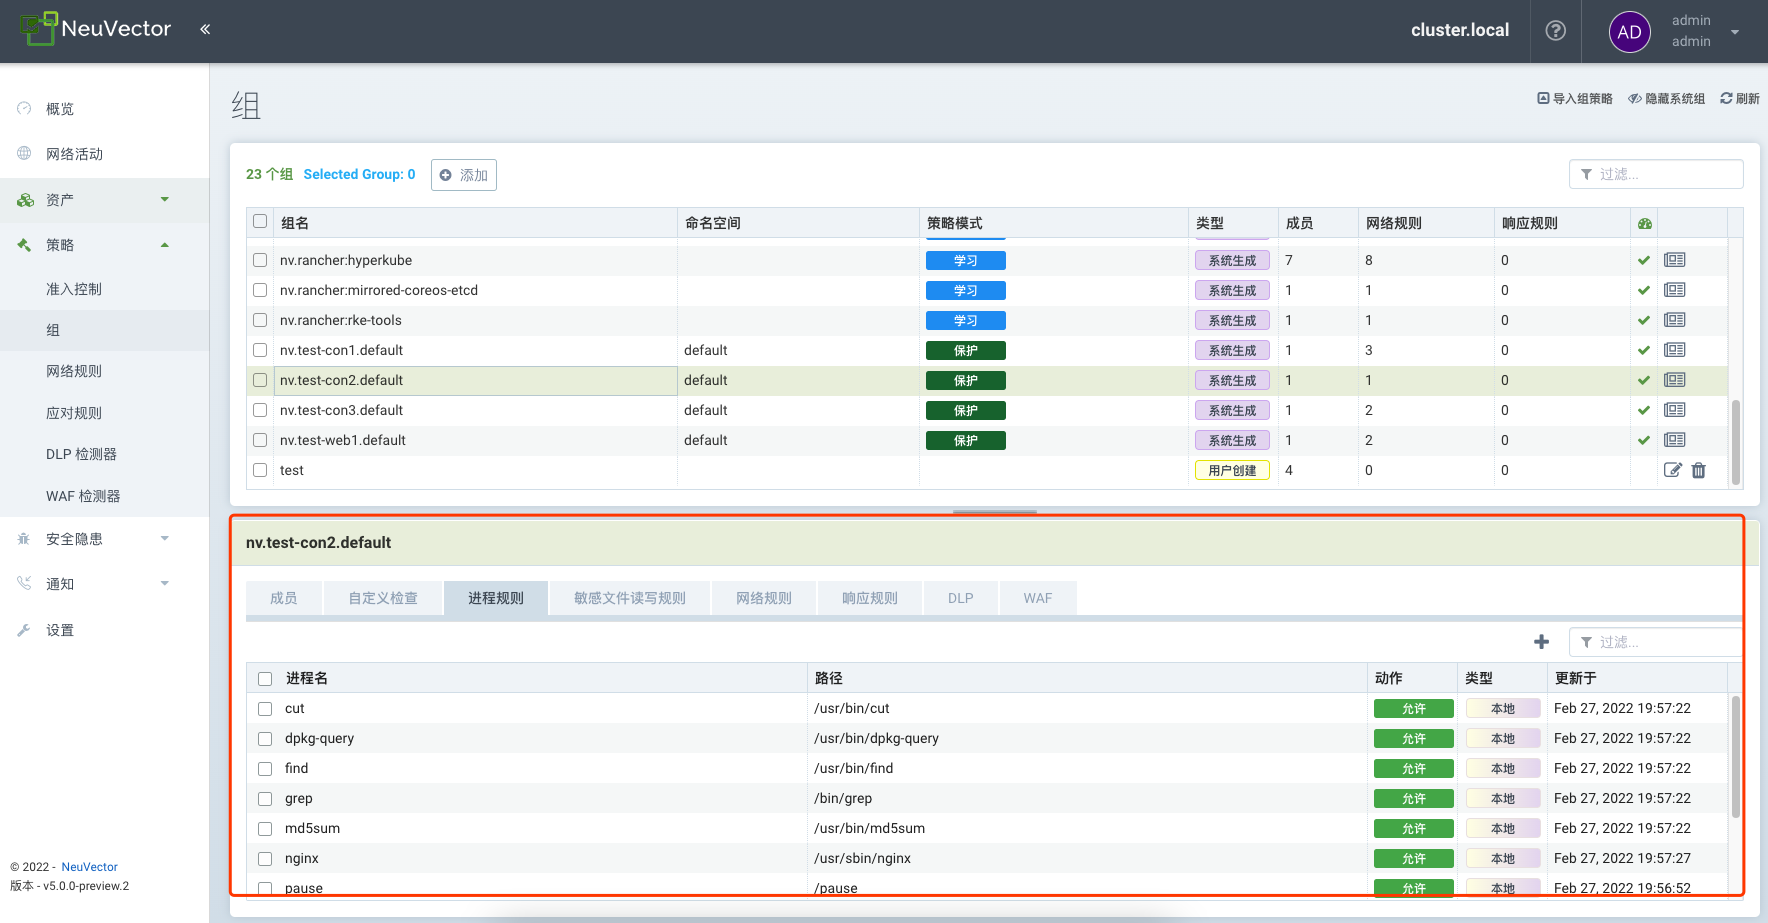 NeuVector «
cluster.local
AD
admin
admin
概览
网络活动
资产
策略
准入控制
组
网络规则
应对规则
DLP 检测器
WAF 检测器
安全隐患
通知
设置
© 2022 - NeuVector
版本 - v5.0.0-preview.2
组
导入组策略 隐藏系统组 刷新
23 个组 Selected Group: 0 添加 过滤...
组名 命名空间 策略模式 类型 成员 网络规则 响应规则
nv.rancher:hyperkube 学习 系统生成 7 8 0
nv.rancher:mirrored-coreos-etcd 学习 系统生成 1 1 0
nv.rancher:rke-tools 学习 系统生成 1 1 0
nv.test-con1.default default 保护 系统生成 1 3 0
nv.test-con2.default default 保护 系统生成 1 1 0
nv.test-con3.default default 保护 系统生成 1 2 0
nv.test-web1.default default 保护 系统生成 1 2 0
test 用户创建 4 0 0
nv.test-con2.default
成员 自定义检查 进程规则 敏感文件读写规则 网络规则 响应规则 DLP WAF
过滤...
进程名 路径 动作 类型 更新于
cut /usr/bin/cut 允许 本地 Feb 27, 2022 19:57:22
dpkg-query /usr/bin/dpkg-query 允许 本地 Feb 27, 2022 19:57:22
find /usr/bin/find 允许 本地 Feb 27, 2022 19:57:22
grep /bin/grep 允许 本地 Feb 27, 2022 19:57:22
md5sum /usr/bin/md5sum 允许 本地 Feb 27, 2022 19:57:22
nginx /usr/sbin/nginx 允许 本地 Feb 27, 2022 19:57:27
pause /pause 允许 本地 Feb 27, 2022 19:56:52